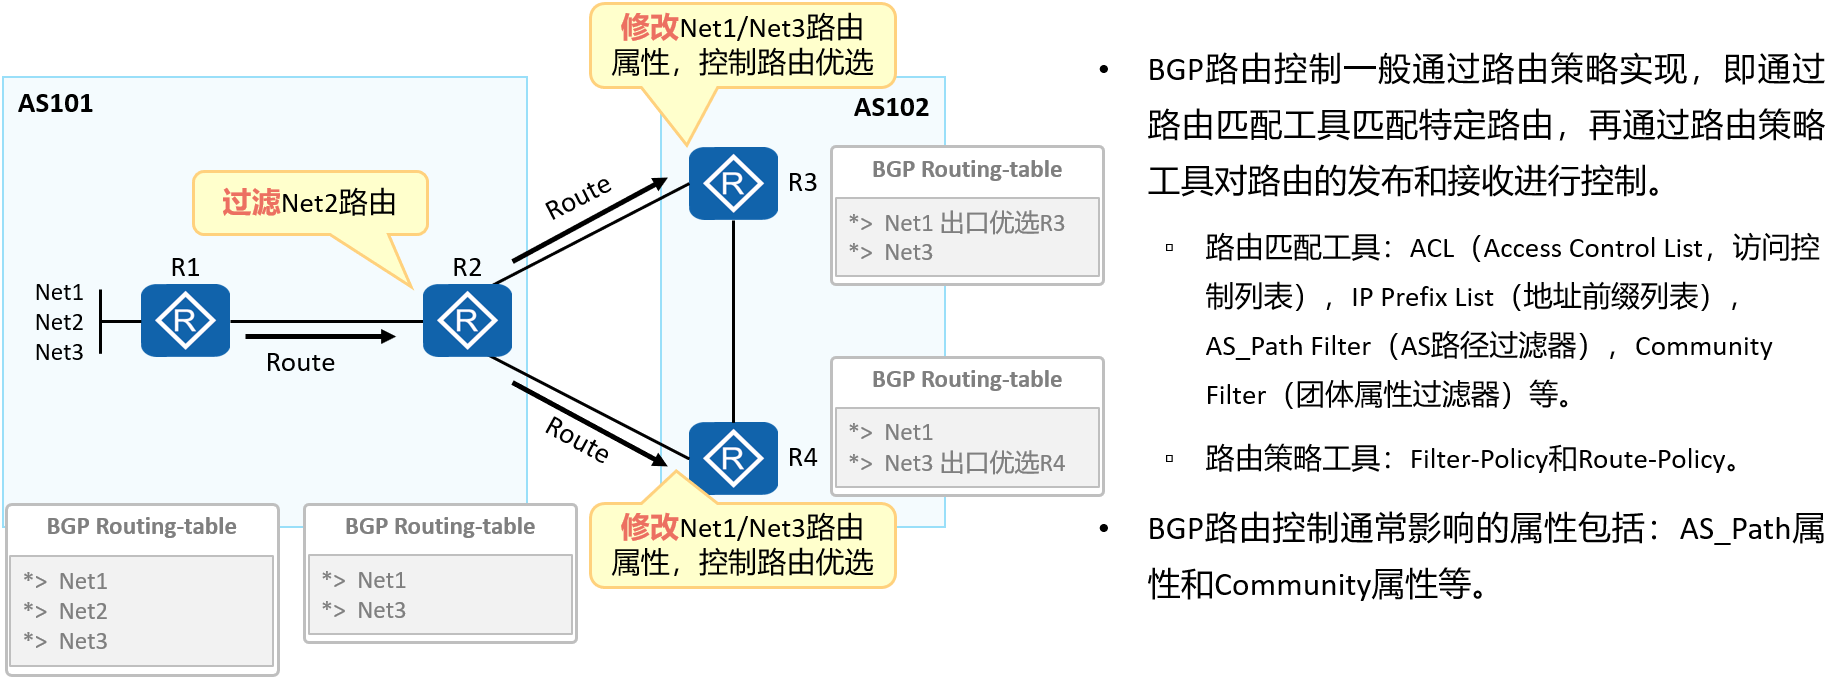 修改Net1/Net3路由
属性，控制路由优选
AS101
AS102
过滤Net2路由
Route
R
R3
BGP Routing-table
*> Net1 出口优选R3
*> Net3
R1
R2
Net1
Net2
Net3
R
R
Route
Route
R
R4
BGP Routing-table
*> Net1
*> Net3 出口优选R4
修改Net1/Net3路由
属性，控制路由优选
BGP Routing-table
*> Net1
*> Net2
*> Net3
BGP Routing-table
*> Net1
*> Net3
• BGP路由控制一般通过路由策略实现，即通过
路由匹配工具匹配特定路由，再通过路由策略
工具对路由的发布和接收进行控制。
▫ 路由匹配工具：ACL（Access Control List，访问控
制列表），IP Prefix List（地址前缀列表），
AS_Path Filter（AS路径过滤器），Community
Filter（团体属性过滤器）等。
▫ 路由策略工具：Filter-Policy和Route-Policy。
• BGP路由控制通常影响的属性包括：AS_Path属
性和Community属性等。